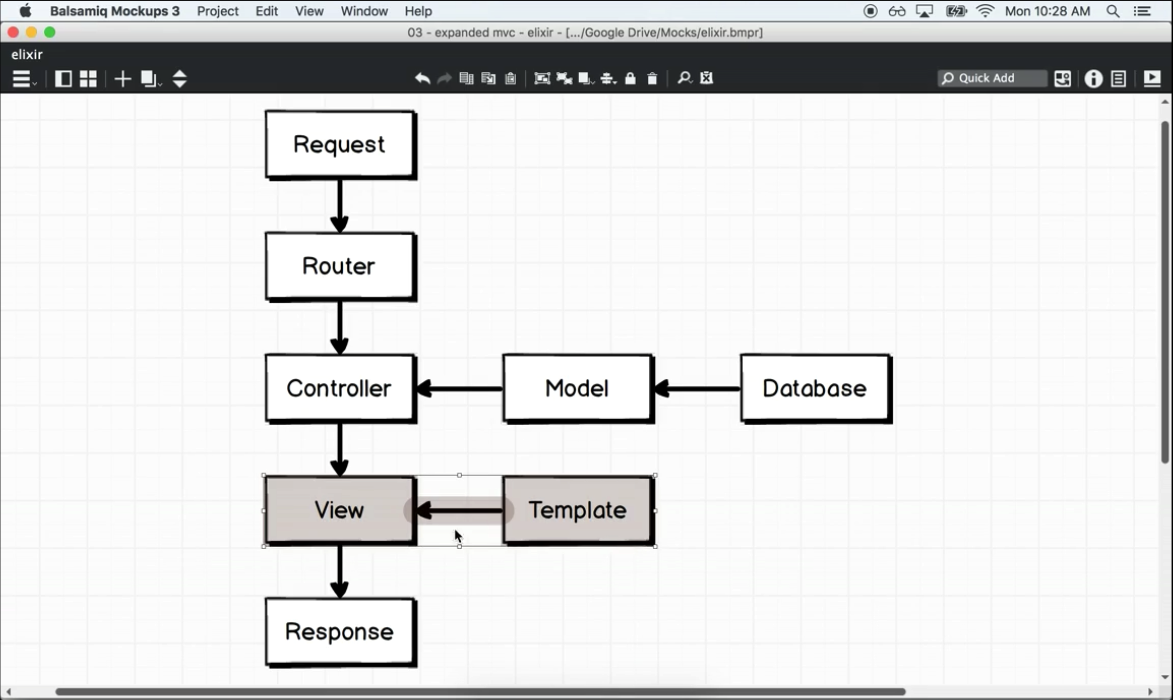 Balsamiq Mockups 3 Project Edit View Window Help Mon 10:28 AM
03 - expanded mvc - elixir - [.../Google Drive/Mocks/elixir.bmpr]
elixir
Quick Add
Request
Router
Controller Model Database
View Template
Response